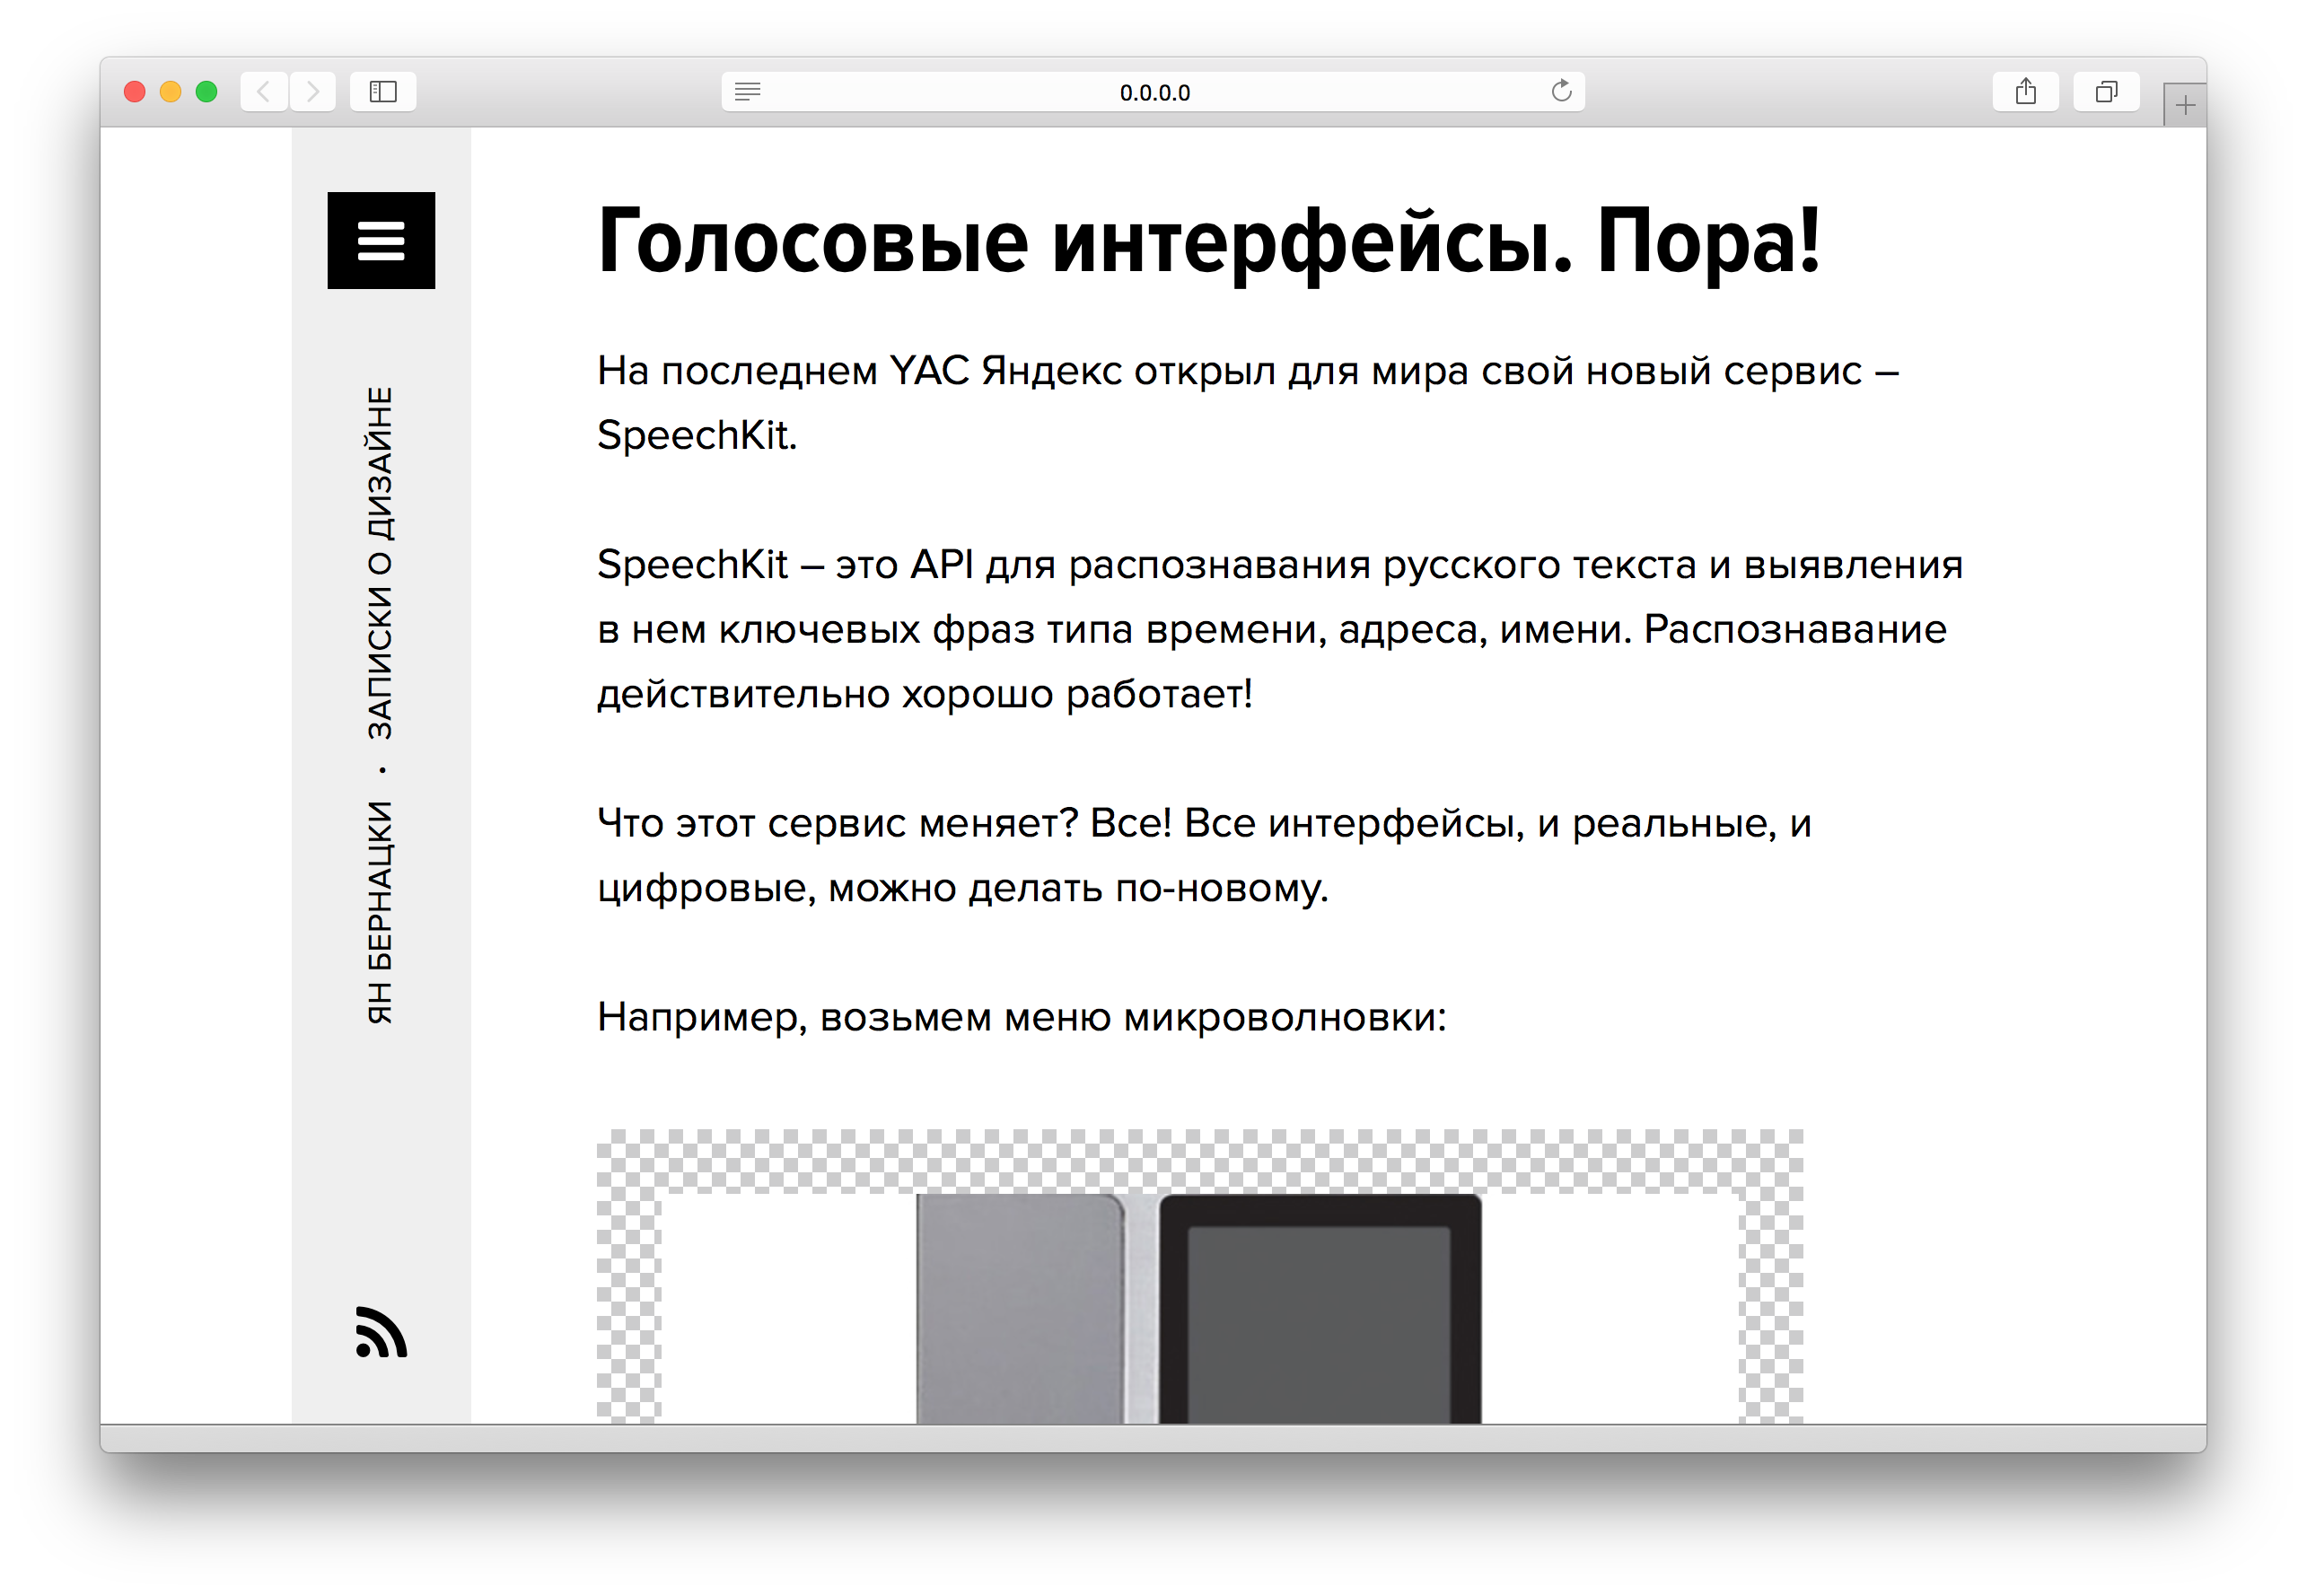 0.0.0.0
ЯН БЕРНАЦКИ · ЗАПИСКИ О ДИЗАЙНЕ
Голосовые интерфейсы. Пора!
На последнем YAC Яндекс открыл для мира свой новый сервис –
SpeechKit.
SpeechKit – это API для распознавания русского текста и выявления
в нем ключевых фраз типа времени, адреса, имени. Распознавание
действительно хорошо работает!
Что этот сервис меняет? Все! Все интерфейсы, и реальные, и
цифровые, можно делать по-новому.
Например, возьмем меню микроволновки: